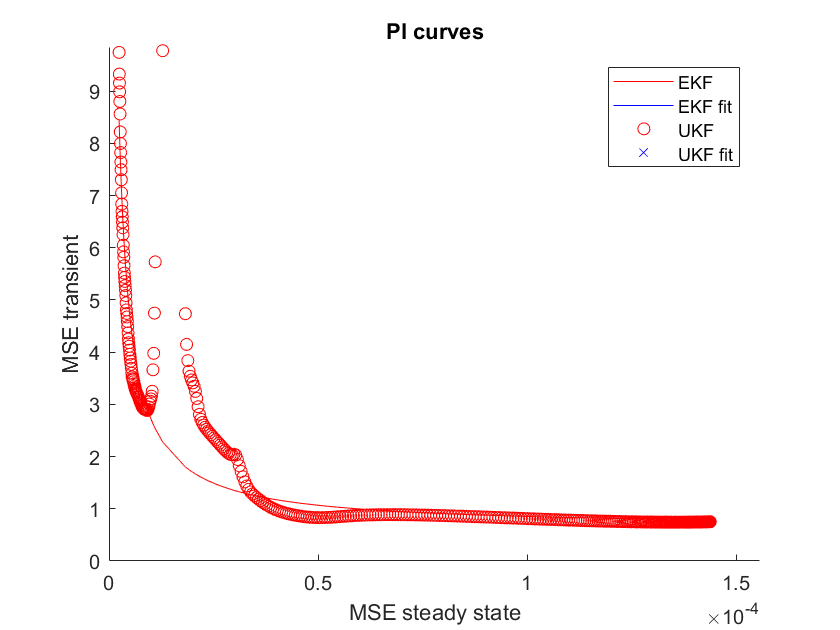 PI curves
EKF
EKF fit
UKF
UKF fit
MSE transient
9
8
7
6
5
4
3
2
1
0
0 0.5 1 1.5
MSE steady state
×10⁻⁴